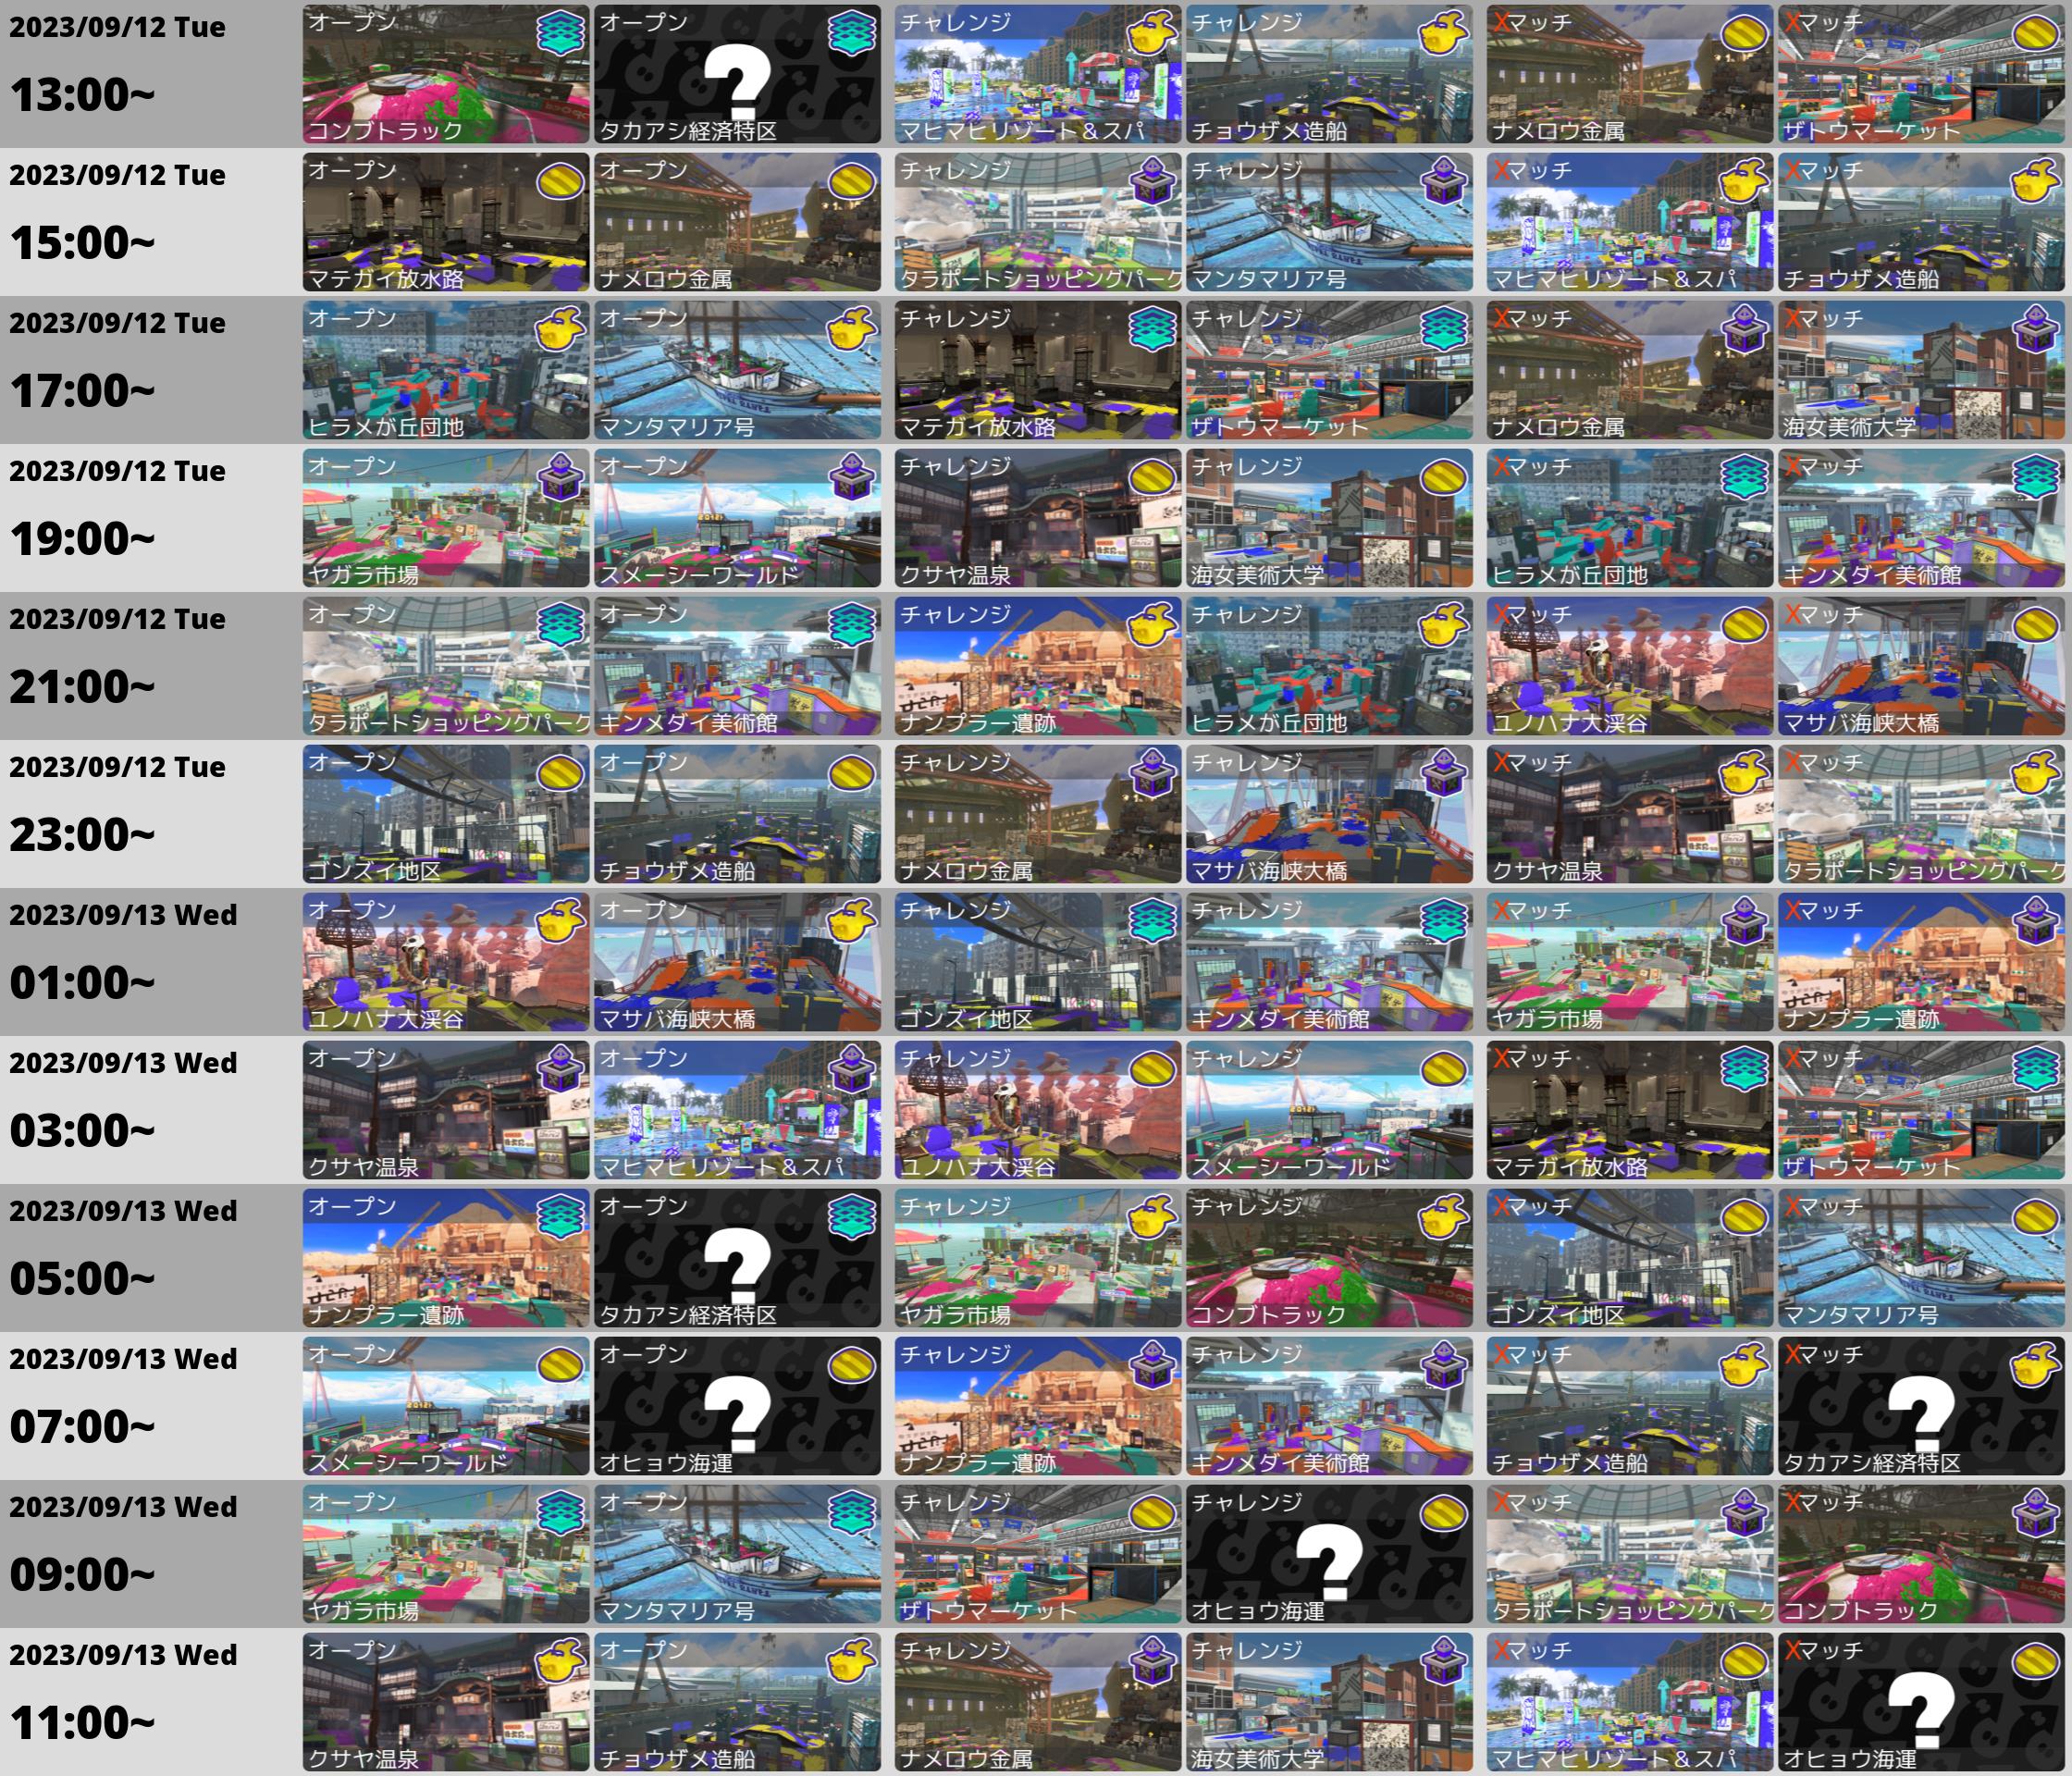 2023/09/12 Tue
13:00~
オープン
コンブトラック
オープン
タカアシ経済特区
チャレンジ
マヒマヒリゾート＆スパ
チャレンジ
チョウザメ造船
Xマッチ
ナメロウ金属
Xマッチ
ザトウマーケット
2023/09/12 Tue
15:00~
オープン
マテガイ放水路
オープン
ナメロウ金属
チャレンジ
タラポートショッピングパーク
チャレンジ
マンタマリア号
Xマッチ
マヒマヒリゾート＆スパ
Xマッチ
チョウザメ造船
2023/09/12 Tue
17:00~
オープン
ヒラメが丘団地
オープン
マンタマリア号
チャレンジ
マテガイ放水路
チャレンジ
ザトウマーケット
Xマッチ
ナメロウ金属
Xマッチ
海女美術大学
2023/09/12 Tue
19:00~
オープン
ヤガラ市場
オープン
スメーシーワールド
チャレンジ
クサヤ温泉
チャレンジ
海女美術大学
Xマッチ
ヒラメが丘団地
Xマッチ
キンメダイ美術館
2023/09/12 Tue
21:00~
オープン
タラポートショッピングパーク
オープン
キンメダイ美術館
チャレンジ
ナンプラー遺跡
チャレンジ
ヒラメが丘団地
Xマッチ
ユノハナ大渓谷
Xマッチ
マサバ海峡大橋
2023/09/12 Tue
23:00~
オープン
ゴンズイ地区
オープン
チョウザメ造船
チャレンジ
ナメロウ金属
チャレンジ
マサバ海峡大橋
Xマッチ
クサヤ温泉
Xマッチ
タラポートショッピングパーク
2023/09/13 Wed
01:00~
オープン
ユノハナ大渓谷
オープン
マサバ海峡大橋
チャレンジ
ゴンズイ地区
チャレンジ
キンメダイ美術館
Xマッチ
ヤガラ市場
Xマッチ
ナンプラー遺跡
2023/09/13 Wed
03:00~
オープン
クサヤ温泉
オープン
マヒマヒリゾート＆スパ
チャレンジ
ユノハナ大渓谷
チャレンジ
スメーシーワールド
Xマッチ
マテガイ放水路
Xマッチ
ザトウマーケット
2023/09/13 Wed
05:00~
オープン
ナンプラー遺跡
オープン
タカアシ経済特区
チャレンジ
ヤガラ市場
チャレンジ
コンブトラック
Xマッチ
ゴンズイ地区
Xマッチ
マンタマリア号
2023/09/13 Wed
07:00~
オープン
スメーシーワールド
オープン
オヒョウ海運
チャレンジ
ナンプラー遺跡
チャレンジ
キンメダイ美術館
Xマッチ
チョウザメ造船
Xマッチ
タカアシ経済特区
2023/09/13 Wed
09:00~
オープン
ヤガラ市場
オープン
マンタマリア号
チャレンジ
ザトウマーケット
チャレンジ
オヒョウ海運
Xマッチ
タラポートショッピングパーク
Xマッチ
コンブトラック
2023/09/13 Wed
11:00~
オープン
クサヤ温泉
オープン
チョウザメ造船
チャレンジ
ナメロウ金属
チャレンジ
海女美術大学
Xマッチ
マヒマヒリゾート＆スパ
Xマッチ
オヒョウ海運